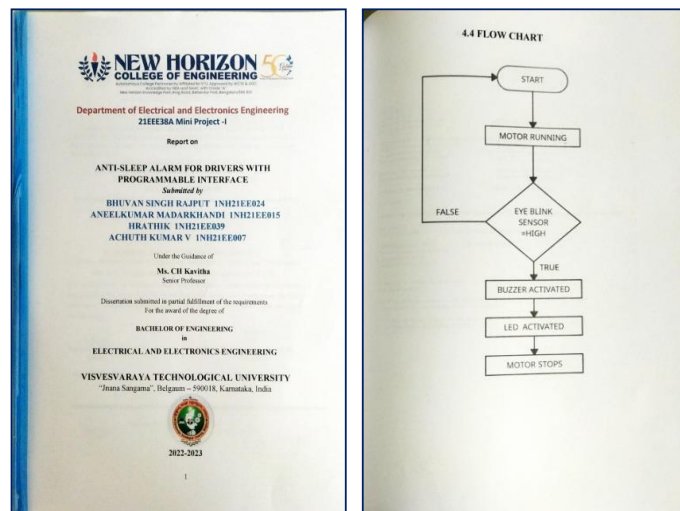 NEW HORIZON
COLLEGE OF ENGINEERING
Department of Electrical and Electronics Engineering
21EEE38A Mini Project -I
Report on
ANTI-SLEEP ALARM FOR DRIVERS WITH
PROGRAMMABLE INTERFACE
Submitted by
BHUVAN SINGH RAJPUT 1NH21EE024
ANEELKUMAR MADARKHANDI 1NH21EE015
HRATHIK 1NH21EE039
ACHUTH KUMAR V 1NH21EE007
Under the Guidance of
Ms. CH Kavitha
Senior Professor
Dissertation submitted in partial fulfillment of the requirements
For the award of the degree of
BACHELOR OF ENGINEERING
in
ELECTRICAL AND ELECTRONICS ENGINEERING
VISVESVARAYA TECHNOLOGICAL UNIVERSITY
"Jnana Sangama", Belgaum – 590018, Karnataka, India
2022-2023
1
4.4 FLOW CHART
START
MOTOR RUNNING
EYE BLINK
SENSOR
=HIGH
FALSE
TRUE
BUZZER ACTIVATED
LED ACTIVATED
MOTOR STOPS